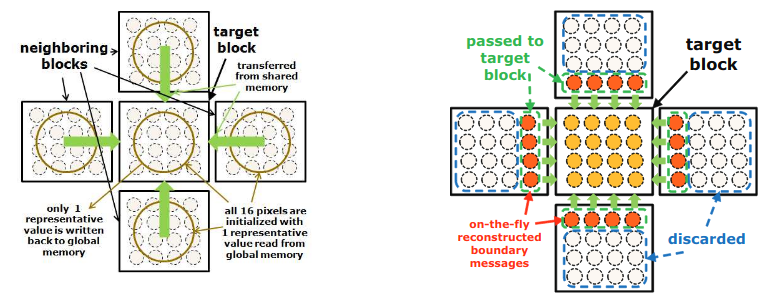 neighboring
blocks
target
block
transferred
from shared
memory
only 1
representative
value is written
back to global
memory
all 16 pixels are
initialized with
1 representative
value read from
global memory
passed to
target
block
target
block
on-the-fly
reconstructed
boundary
messages
discarded